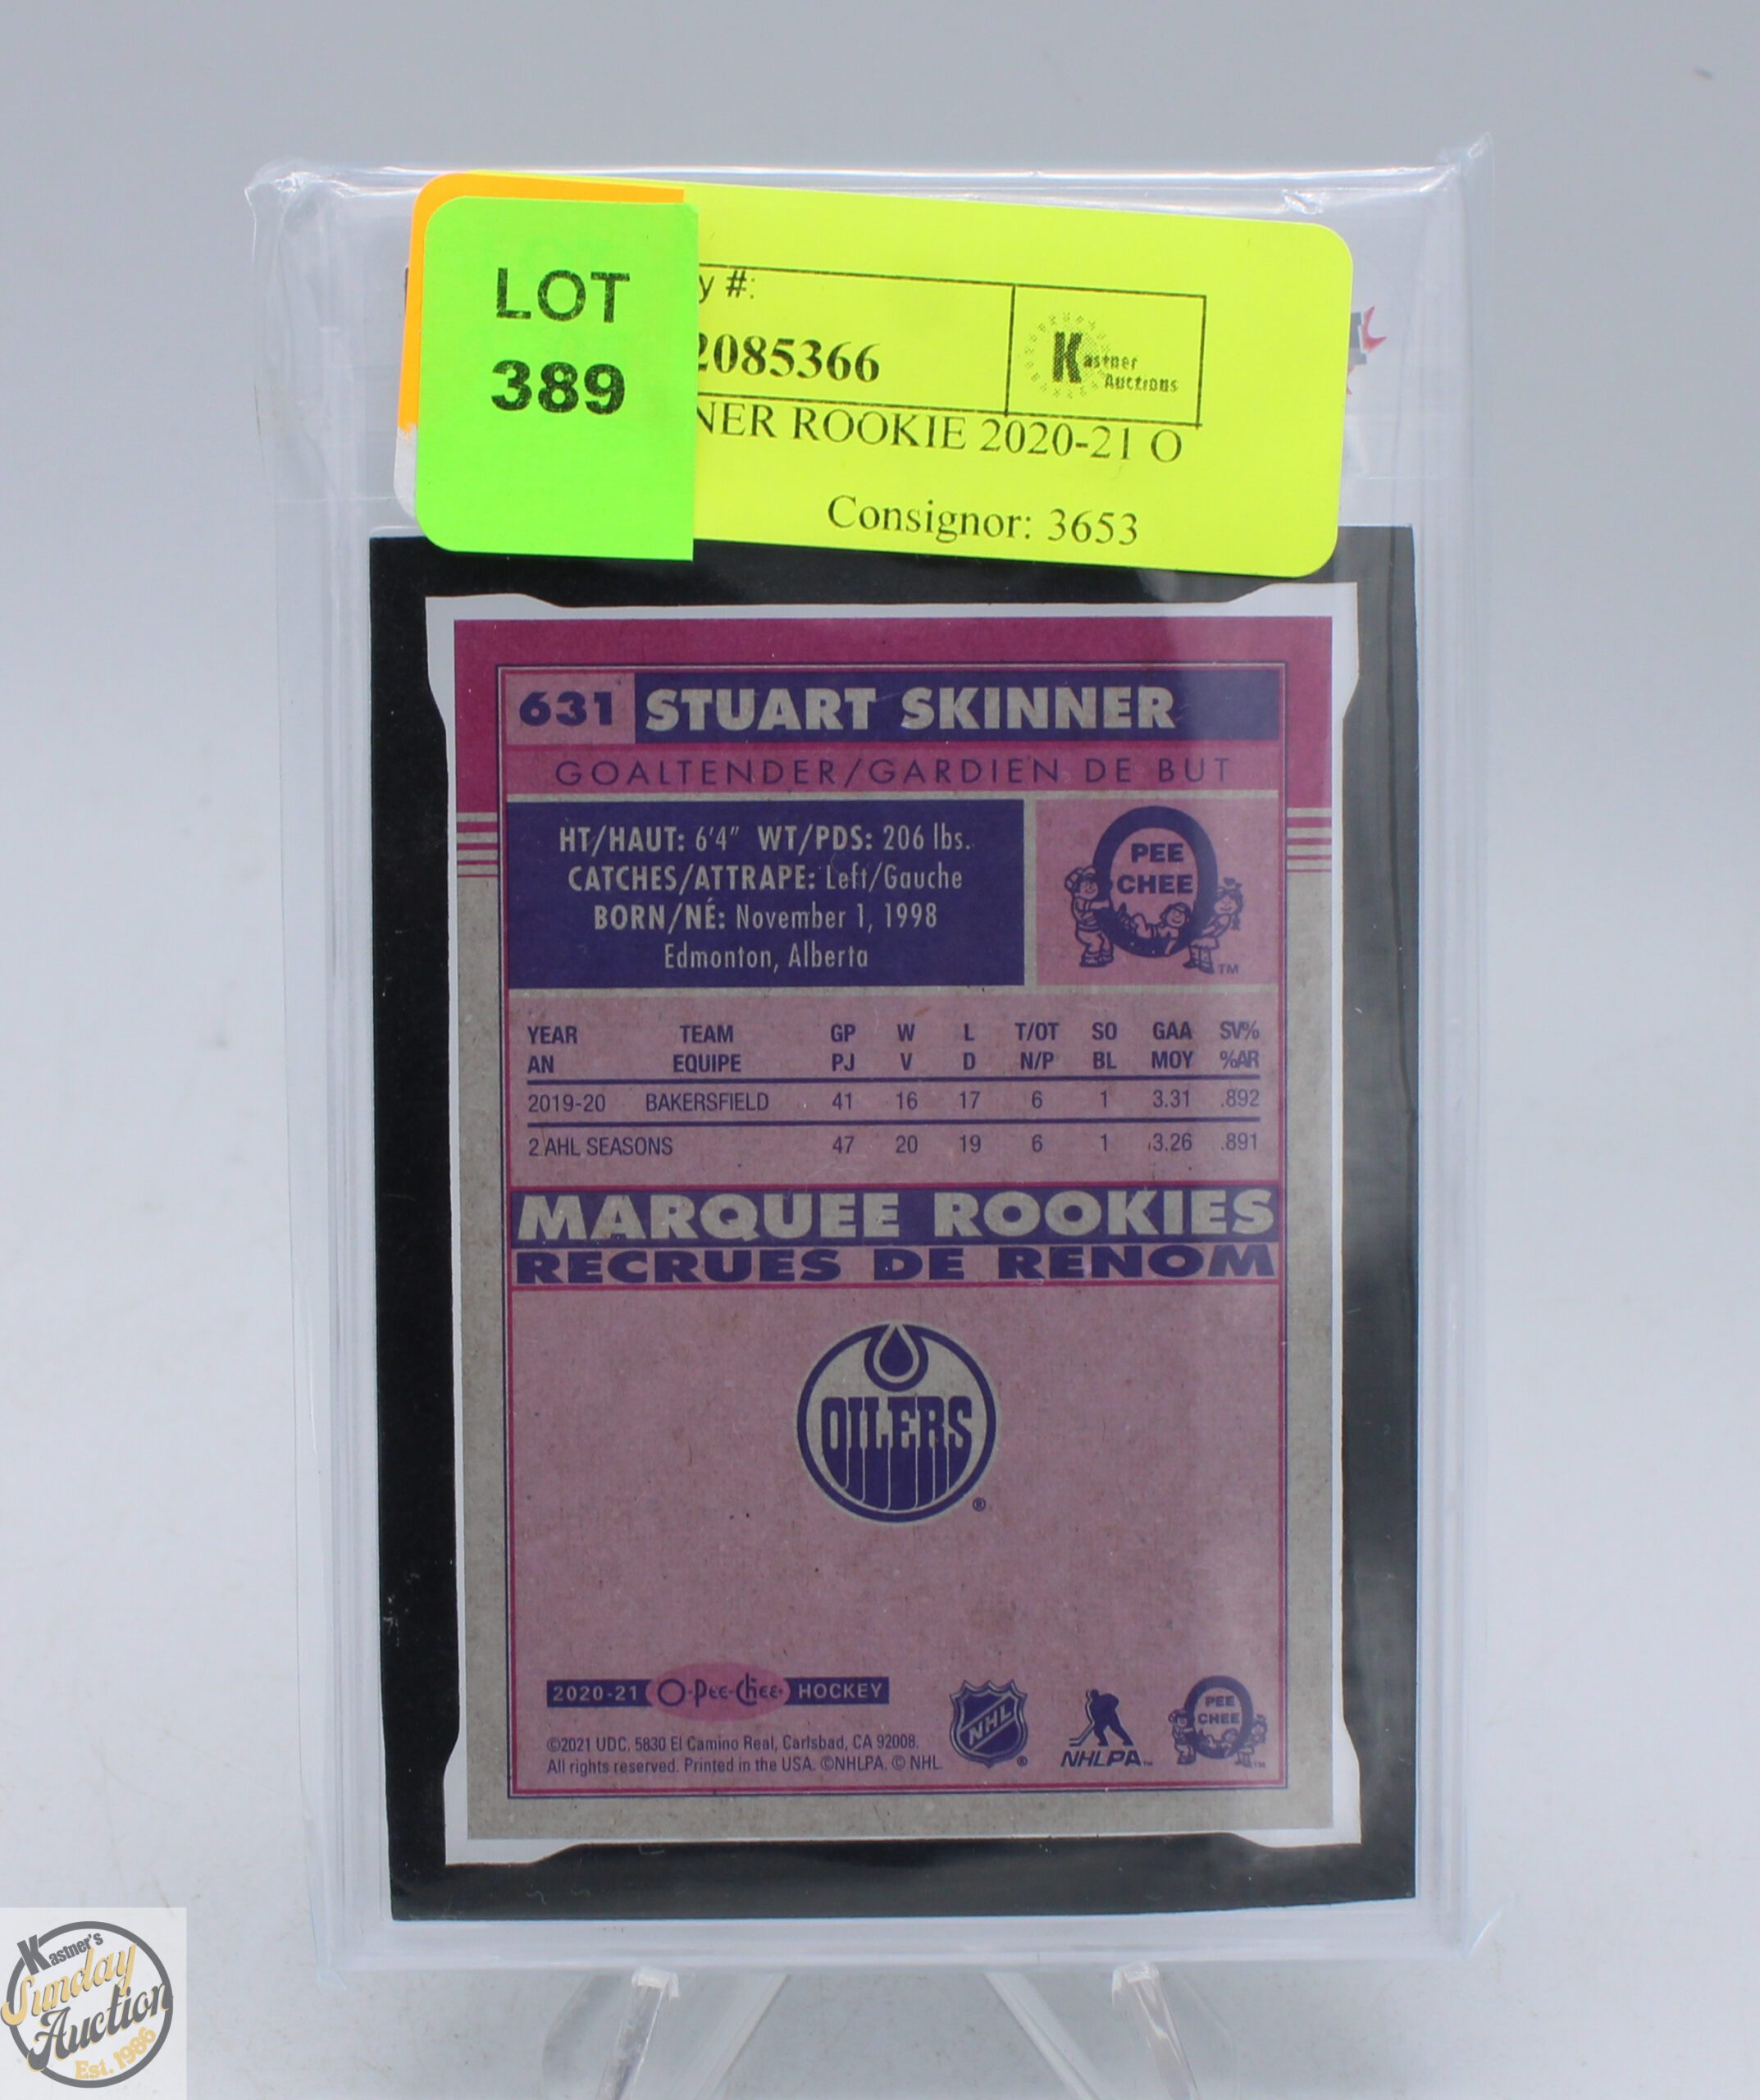 LOT
389
y #:
2085366
Kastner
Auctions
NER ROOKIE 2020-21 O
Consignor: 3653
631 STUART SKINNER
GOALTENDER/GARDIEN DE BUT
HT/HAUT: 6'4" WT/PDS: 206 lbs.
CATCHES/ATTRAPE: Left/Gauche
BORN/NÉ: November 1, 1998
Edmonton, Alberta
PEE
CHEE
TM
YEAR TEAM GP W L T/OT SO GAA SV%
AN EQUIPE PJ V D N/P BL MOY %AR
2019-20 BAKERSFIELD 41 16 17 6 1 3.31 .892
2 AHL SEASONS 47 20 19 6 1 3.26 .891
MARQUEE ROOKIES
RECRUES DE RENOM
OILERS
®
2020-21 O-Pee-Chee HOCKEY
©2021 UDC. 5830 El Camino Real, Carlsbad, CA 92008.
All rights reserved. Printed in the USA. ©NHLPA. © NHL.
NHL
®
NHLPA™
PEE
CHEE
TM
Kastner's
Sunday
Auction
Est. 1986